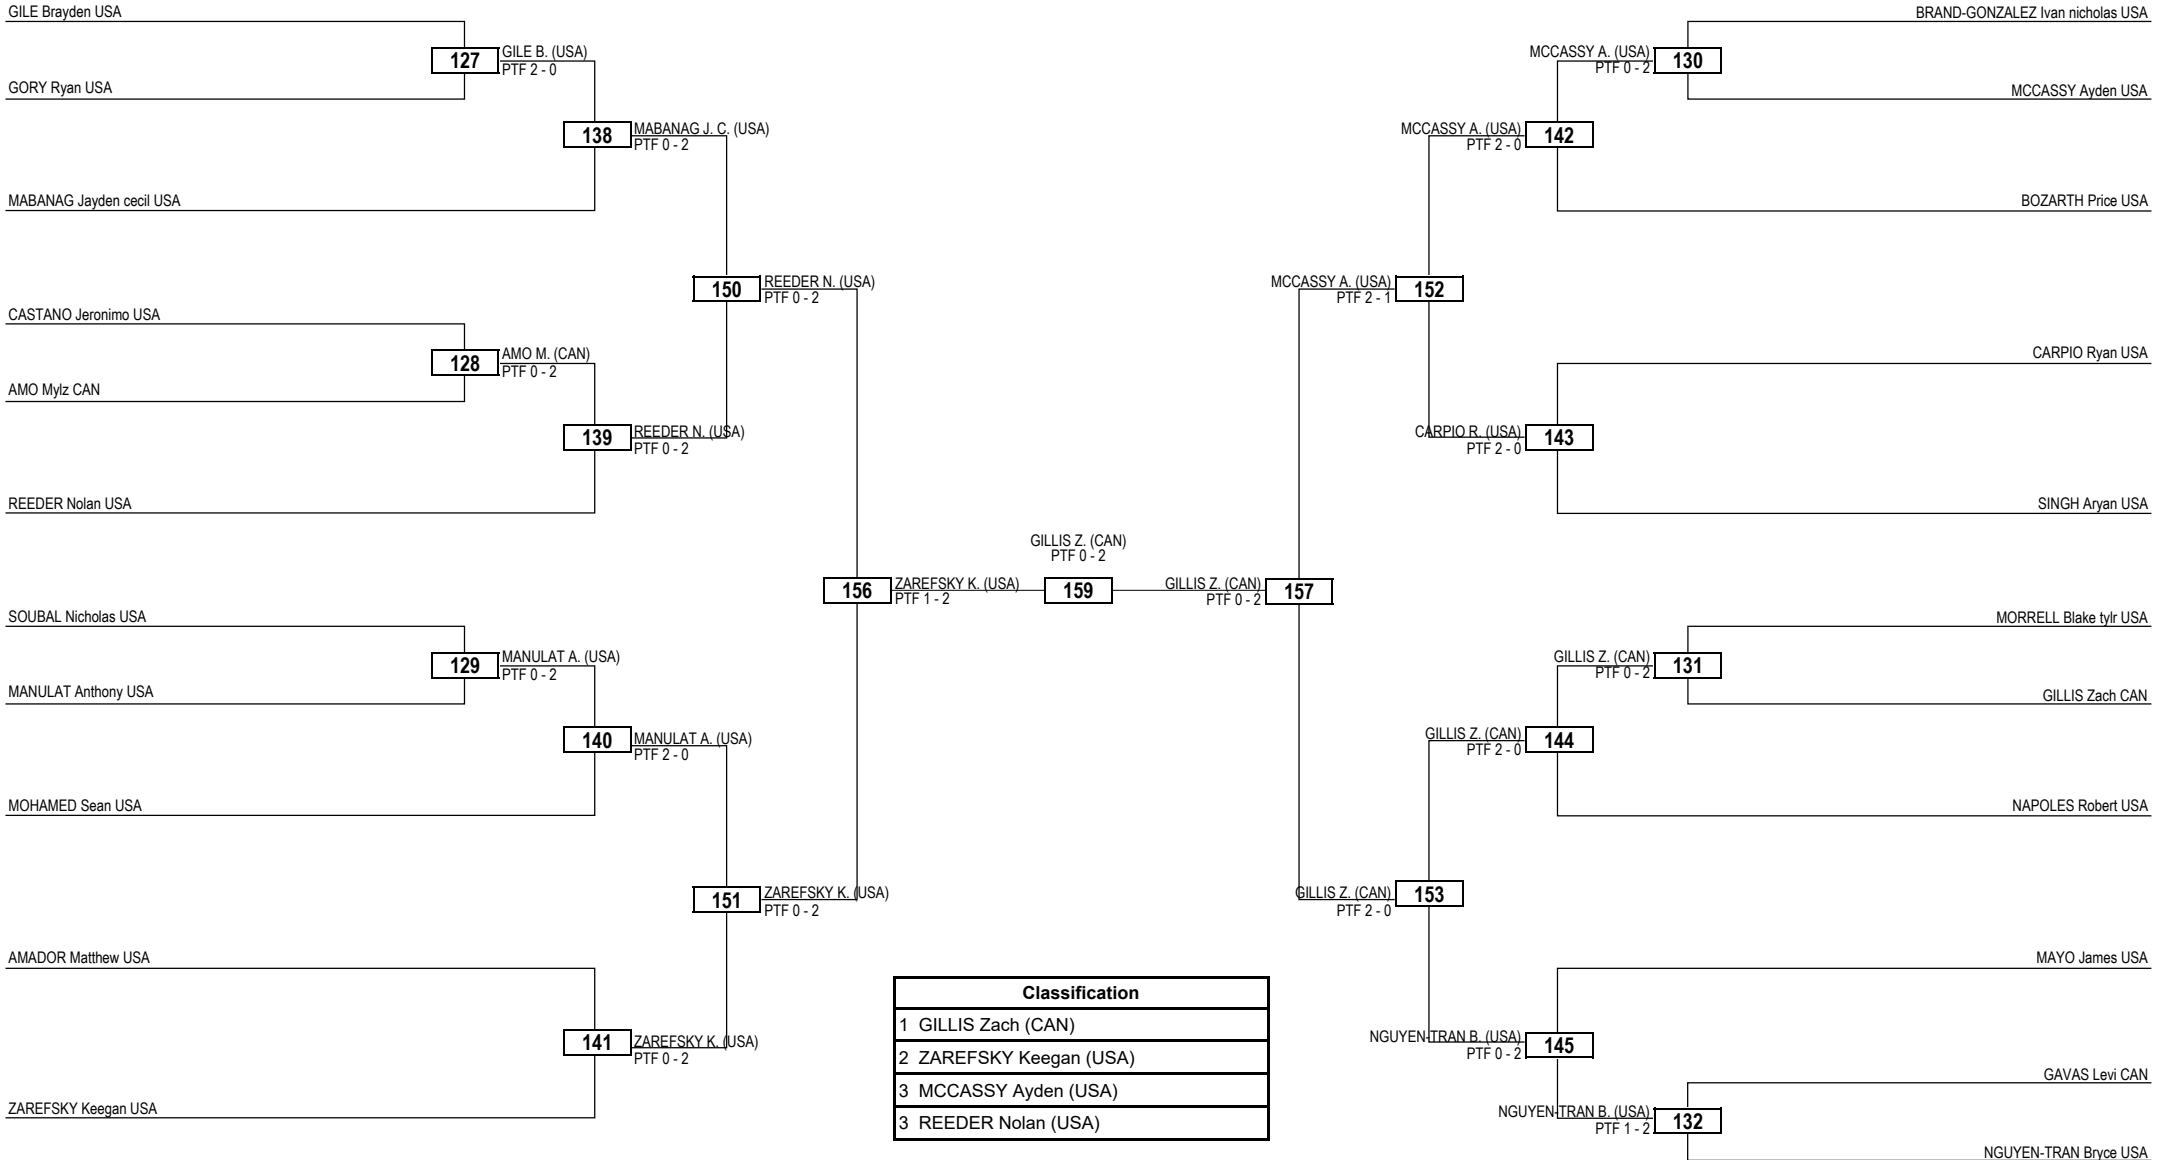 GILE Brayden USA
127
GILE B. (USA)
PTF 2 - 0
GORY Ryan USA
138
MABANAG J. C. (USA)
PTF 0 - 2
MABANAG Jayden cecil USA
150
REEDER N. (USA)
PTF 0 - 2
CASTANO Jeronimo USA
128
AMO M. (CAN)
PTF 0 - 2
AMO Mylz CAN
139
REEDER N. (USA)
PTF 0 - 2
REEDER Nolan USA
156
ZAREFSKY K. (USA)
PTF 1 - 2
SOUBAL Nicholas USA
129
MANULAT A. (USA)
PTF 0 - 2
MANULAT Anthony USA
140
MANULAT A. (USA)
PTF 2 - 0
MOHAMED Sean USA
151
ZAREFSKY K. (USA)
PTF 0 - 2
AMADOR Matthew USA
141
ZAREFSKY K. (USA)
PTF 0 - 2
ZAREFSKY Keegan USA
GILLIS Z. (CAN)
PTF 0 - 2
159
BRAND-GONZALEZ Ivan nicholas USA
MCCASSY A. (USA)
PTF 0 - 2
130
MCCASSY Ayden USA
MCCASSY A. (USA)
PTF 2 - 0
142
BOZARTH Price USA
MCCASSY A. (USA)
PTF 2 - 1
152
CARPIO Ryan USA
CARPIO R. (USA)
PTF 2 - 0
143
SINGH Aryan USA
GILLIS Z. (CAN)
PTF 0 - 2
157
MORRELL Blake tylr USA
GILLIS Z. (CAN)
PTF 0 - 2
131
GILLIS Zach CAN
GILLIS Z. (CAN)
PTF 2 - 0
144
NAPOLES Robert USA
GILLIS Z. (CAN)
PTF 2 - 0
153
MAYO James USA
NGUYEN-TRAN B. (USA)
PTF 0 - 2
145
GAVAS Levi CAN
NGUYEN-TRAN B. (USA)
PTF 1 - 2
132
NGUYEN-TRAN Bryce USA
Classification
1 GILLIS Zach (CAN)
2 ZAREFSKY Keegan (USA)
3 MCCASSY Ayden (USA)
3 REEDER Nolan (USA)